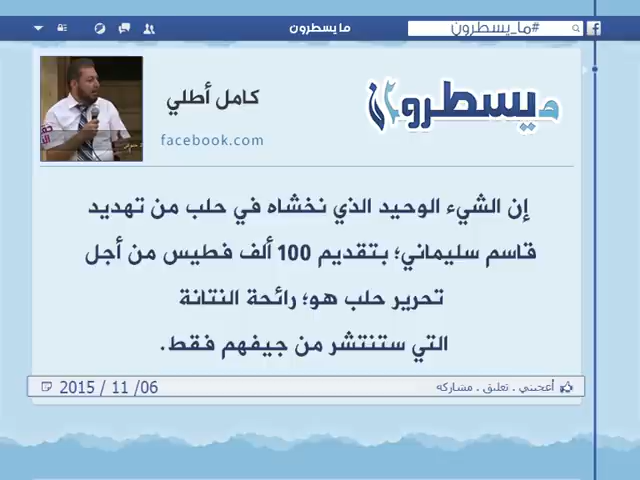 ما يسطرون
#ما_يسطرون
ما يسطرون
كامل أطلي
facebook.com
إن الشيء الوحيد الذي نخشاه في حلب من تهديد
قاسم سليماني؛ بتقديم 100 ألف فطيس من أجل
تحرير حلب هو؛ رائحة النتانة
التي ستنتشر من جيفهم فقط.
أعجبني . تعليق . مشاركه
2015 / 11 /06